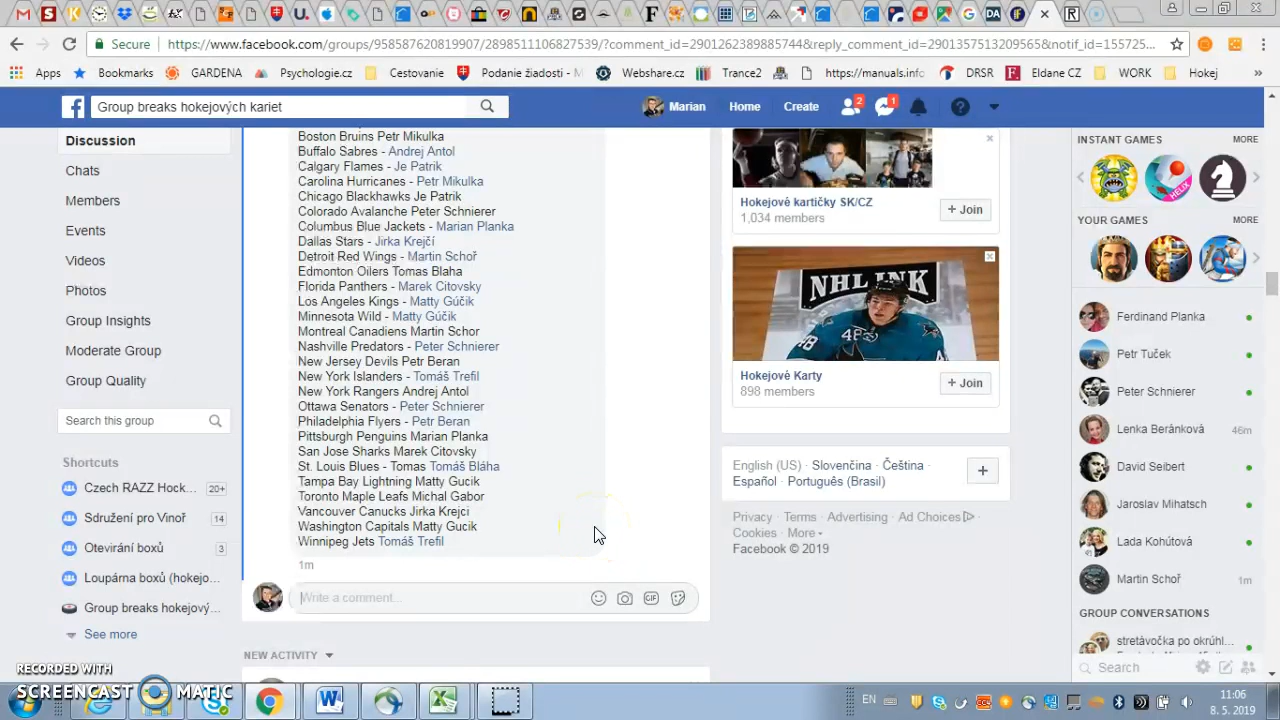 Secure
https://www.facebook.com/groups/958587620819907/2898511106827539/?comment_id=2901262389885744&reply_comment_id=2901357513209565&notif_id=155725...
Apps
Bookmarks
GARDENA
Psychologie.cz
Cestovanie
Podanie žiadosti - M
Webshare.cz
Trance2
https://manuals.info
DRSR
Eldane CZ
WORK
Hokej
»
Group breaks hokejových kariet
Marian
Home
Create
2
1
Discussion
Chats
Members
Events
Videos
Photos
Group Insights
Moderate Group
Group Quality
Search this group
Shortcuts
Czech RAZZ Hock... 20+
Sdružení pro Vinoř 14
Otevírání boxů 3
Loupárna boxů (hokejo...
Group breaks hokejový...
See more
Boston Bruins Petr Mikulka
Buffalo Sabres - Andrej Antol
Calgary Flames - Je Patrik
Carolina Hurricanes - Petr Mikulka
Chicago Blackhawks Je Patrik
Colorado Avalanche Peter Schnierer
Columbus Blue Jackets - Marian Planka
Dallas Stars - Jirka Krejčí
Detroit Red Wings - Martin Schoř
Edmonton Oilers Tomas Blaha
Florida Panthers - Marek Citovsky
Los Angeles Kings - Matty Gúčik
Minnesota Wild - Matty Gúčik
Montreal Canadiens Martin Schor
Nashville Predators - Peter Schnierer
New Jersey Devils Petr Beran
New York Islanders - Tomáš Trefil
New York Rangers Andrej Antol
Ottawa Senators - Peter Schnierer
Philadelphia Flyers - Petr Beran
Pittsburgh Penguins Marian Planka
San Jose Sharks Marek Citovsky
St. Louis Blues - Tomas Tomáš Bláha
Tampa Bay Lightning Matty Gucik
Toronto Maple Leafs Michal Gabor
Vancouver Canucks Jirka Krejci
Washington Capitals Matty Gucik
Winnipeg Jets Tomáš Trefil
1m
Write a comment...
GIF
NEW ACTIVITY
Hokejové kartičky SK/CZ
1,034 members
+ Join
NHL INK
48
Hokejové Karty
898 members
+ Join
English (US) · Slovenčina · Čeština ·
Español · Português (Brasil)
Privacy · Terms · Advertising · Ad Choices ·
Cookies · More
Facebook © 2019
INSTANT GAMES
MORE
HELIX
YOUR GAMES
MORE
Ferdinand Planka
Petr Tuček
Peter Schnierer
Lenka Beránková 46m
David Seibert
Jaroslav Mihatsch
Lada Kohútová
Martin Schoř 1m
GROUP CONVERSATIONS
stretávočka po okrúhl...
Search
RECORDED WITH
SCREENCAST MATIC
EN
11:06
8. 5. 2019